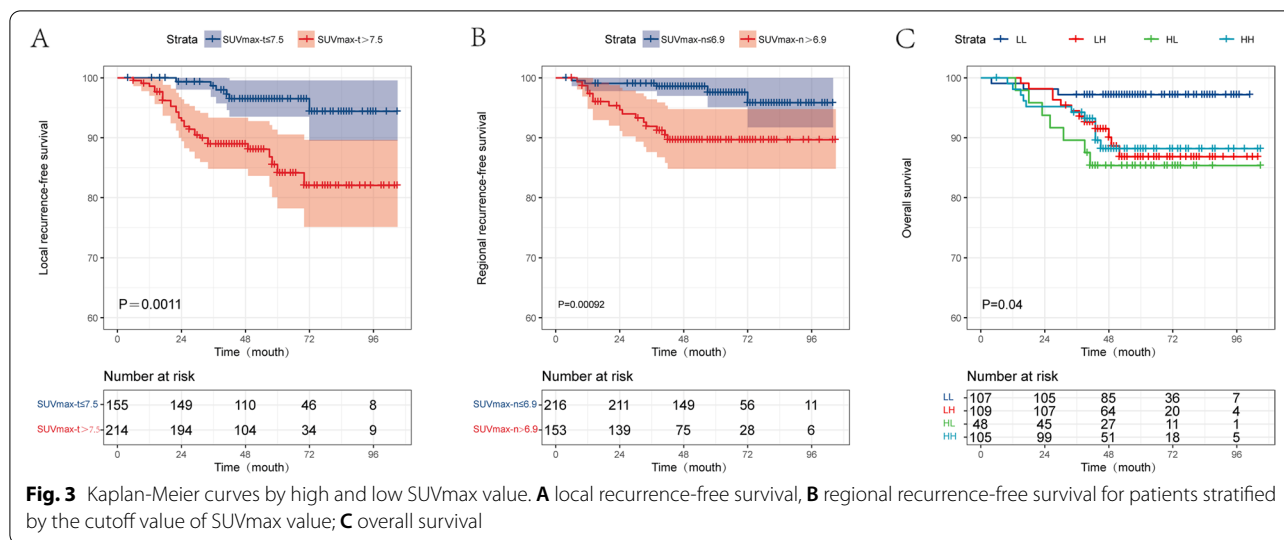 A
Strata SUVmax-t≤7.5 SUVmax-t>7.5
Local recurrence-free survival
100
90
80
70
60
P=0.0011
0 24 48 72 96
Time（mouth）
Number at risk
SUVmax-t≤7.5 155 149 110 46 8
SUVmax-t>7.5 214 194 104 34 9
0 24 48 72 96
Time（mouth）
B
Strata SUVmax-n≤6.9 SUVmax-n>6.9
Regional recurrence-free survival
100
90
80
70
60
P=0.00092
0 24 48 72 96
Time（mouth）
Number at risk
SUVmax-n≤6.9 216 211 149 56 11
SUVmax-n>6.9 153 139 75 28 6
0 24 48 72 96
Time（mouth）
C
Strata LL LH HL HH
Overall survival
100
90
80
70
60
P=0.04
0 24 48 72 96
Time（mouth）
Number at risk
LL 107 105 85 36 7
LH 109 107 64 20 4
HL 48 45 27 11 1
HH 105 99 51 18 5
0 24 48 72 96
Time（mouth）
Fig. 3 Kaplan-Meier curves by high and low SUVmax value. A local recurrence-free survival, B regional recurrence-free survival for patients stratified
by the cutoff value of SUVmax value; C overall survival